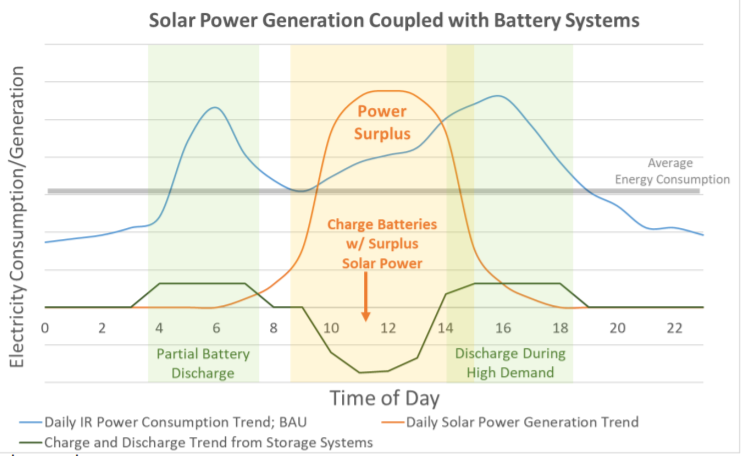 Solar Power Generation Coupled with Battery Systems
Electricity Consumption/Generation
Power
Surplus
Average
Energy Consumption
Charge Batteries
w/ Surplus
Solar Power
0 2 4 6 8 10 12 14 16 18 20 22
Partial Battery
Discharge
Discharge During
High Demand
Time of Day
Daily IR Power Consumption Trend; BAU
Daily Solar Power Generation Trend
Charge and Discharge Trend from Storage Systems